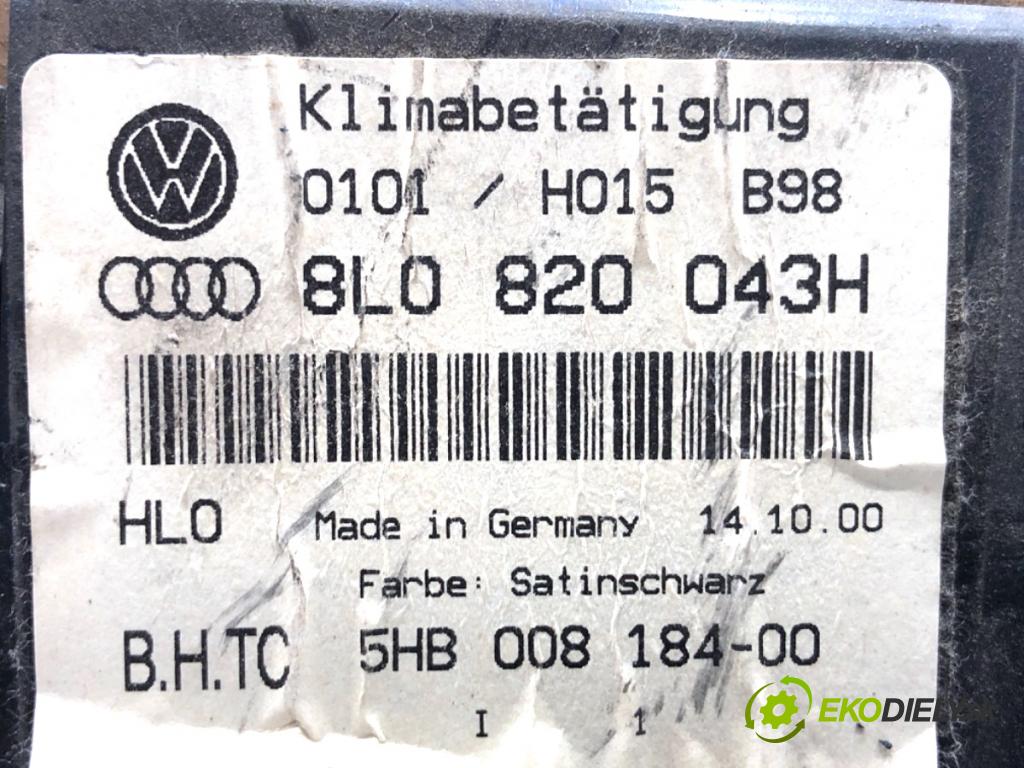 Klimabetätigung
0101 / H015 B98
8L0 820 043H
HLO Made in Germany 14.10.00
Farbe: Satinschwarz
B.H.TC 5HB 008 184-00
I 1